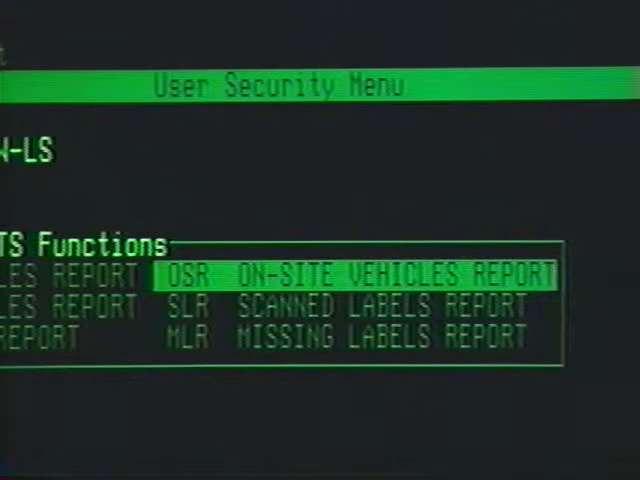 User Security Menu
W-LS
TS Functions
LES REPORT OSR ON-SITE VEHICLES REPORT
LES REPORT SLR SCANNED LABELS REPORT
REPORT MLR MISSING LABELS REPORT